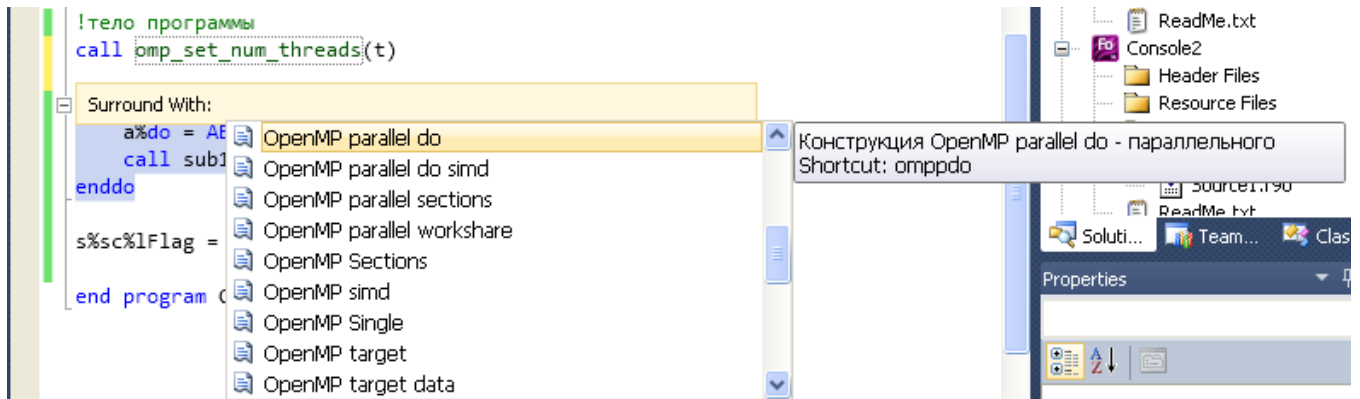 !тело программы
call omp_set_num_threads(t)
Surround With:
a%do = AB
call sub1
enddo
s%sc%lFlag =
end program
OpenMP parallel do
OpenMP parallel do simd
OpenMP parallel sections
OpenMP parallel workshare
OpenMP Sections
OpenMP simd
OpenMP Single
OpenMP target
OpenMP target data
Конструкция OpenMP parallel do - параллельного
Shortcut: omppdo
ReadMe.txt
Console2
Header Files
Resource Files
Source1.f90
ReadMe.txt
Soluti... Team... Clas
Properties